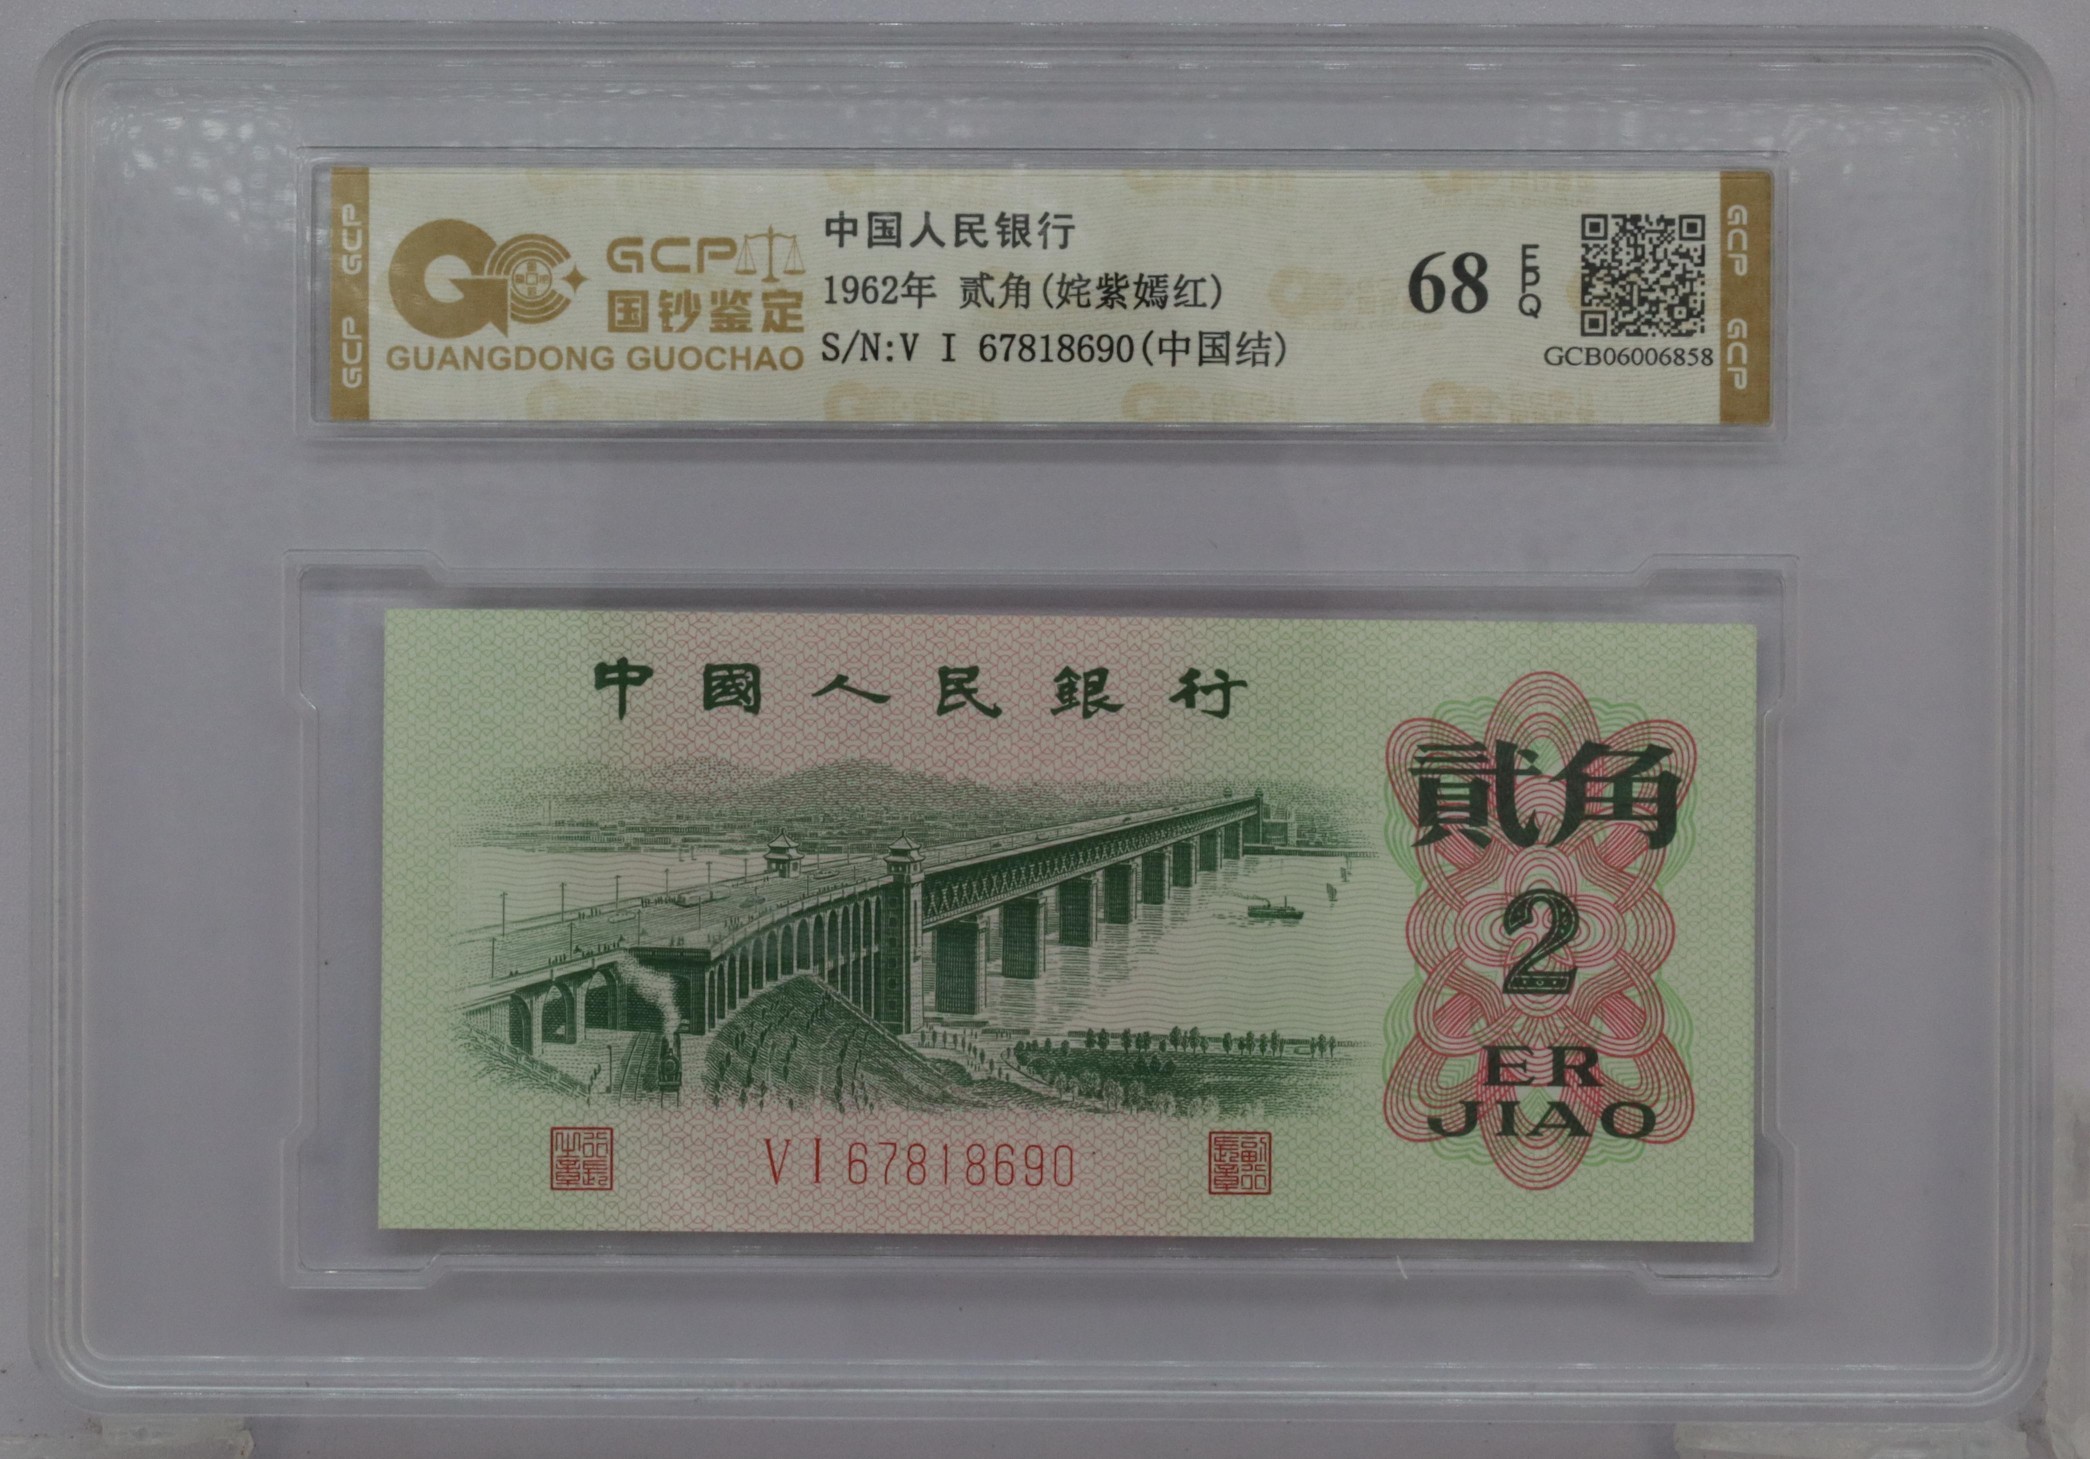 GCP GCP
GCP
国钞鉴定
GUANGDONG GUOCHAO
中国人民银行
1962年 贰角(姹紫嫣红)
S/N:V I 67818690(中国结)
68
EPQ
GCB06006858
GCP GCP
中國人民銀行
貳角
2
ER
JIAO
VI67818690